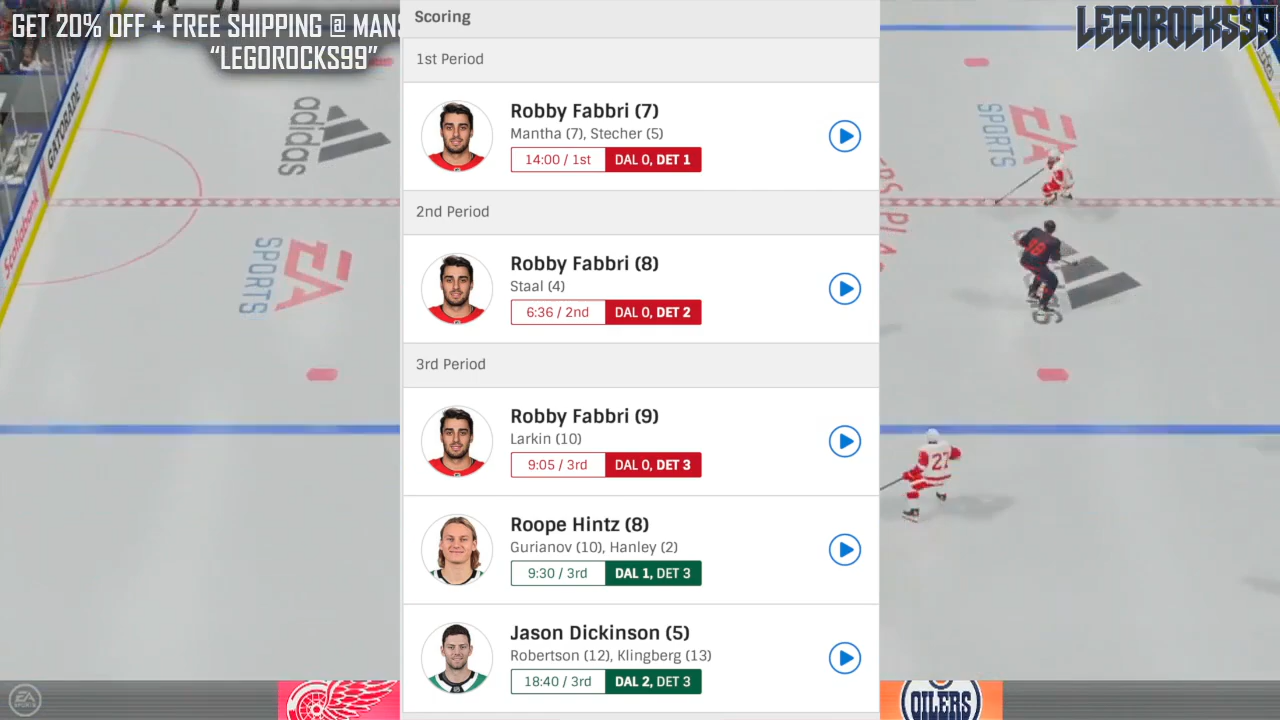 GET 20% OFF + FREE SHIPPING @ MANS
"LEGOROCKS99"
LEGOROCKS99
Scoring
1st Period
Robby Fabbri (7)
Mantha (7), Stecher (5)
14:00 / 1st DAL 0, DET 1
2nd Period
Robby Fabbri (8)
Staal (4)
6:36 / 2nd DAL 0, DET 2
3rd Period
Robby Fabbri (9)
Larkin (10)
9:05 / 3rd DAL 0, DET 3
Roope Hintz (8)
Gurianov (10), Hanley (2)
9:30 / 3rd DAL 1, DET 3
Jason Dickinson (5)
Robertson (12), Klingberg (13)
18:40 / 3rd DAL 2, DET 3
GATORADE
adidas
Scotiabank
EA
SPORTS
EA
SPORTS
18
27
EA
SPORTS
OILERS